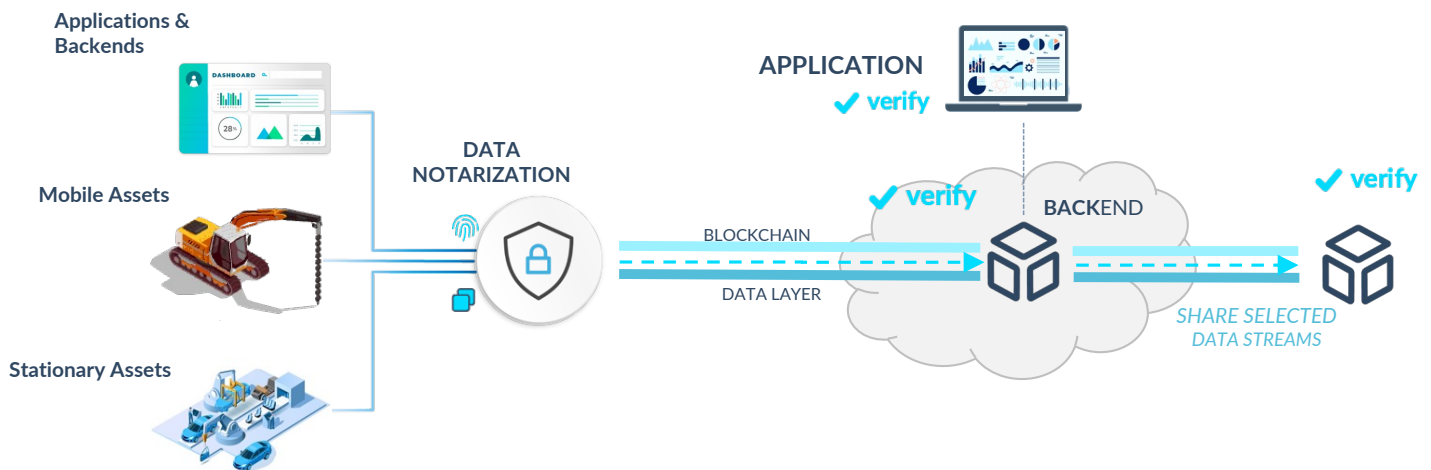 Applications &
Backends
DASHBOARD
28%
Mobile Assets
Stationary Assets
DATA
NOTARIZATION
BLOCKCHAIN
DATA LAYER
APPLICATION
verify
verify
BACKEND
verify
SHARE SELECTED
DATA STREAMS